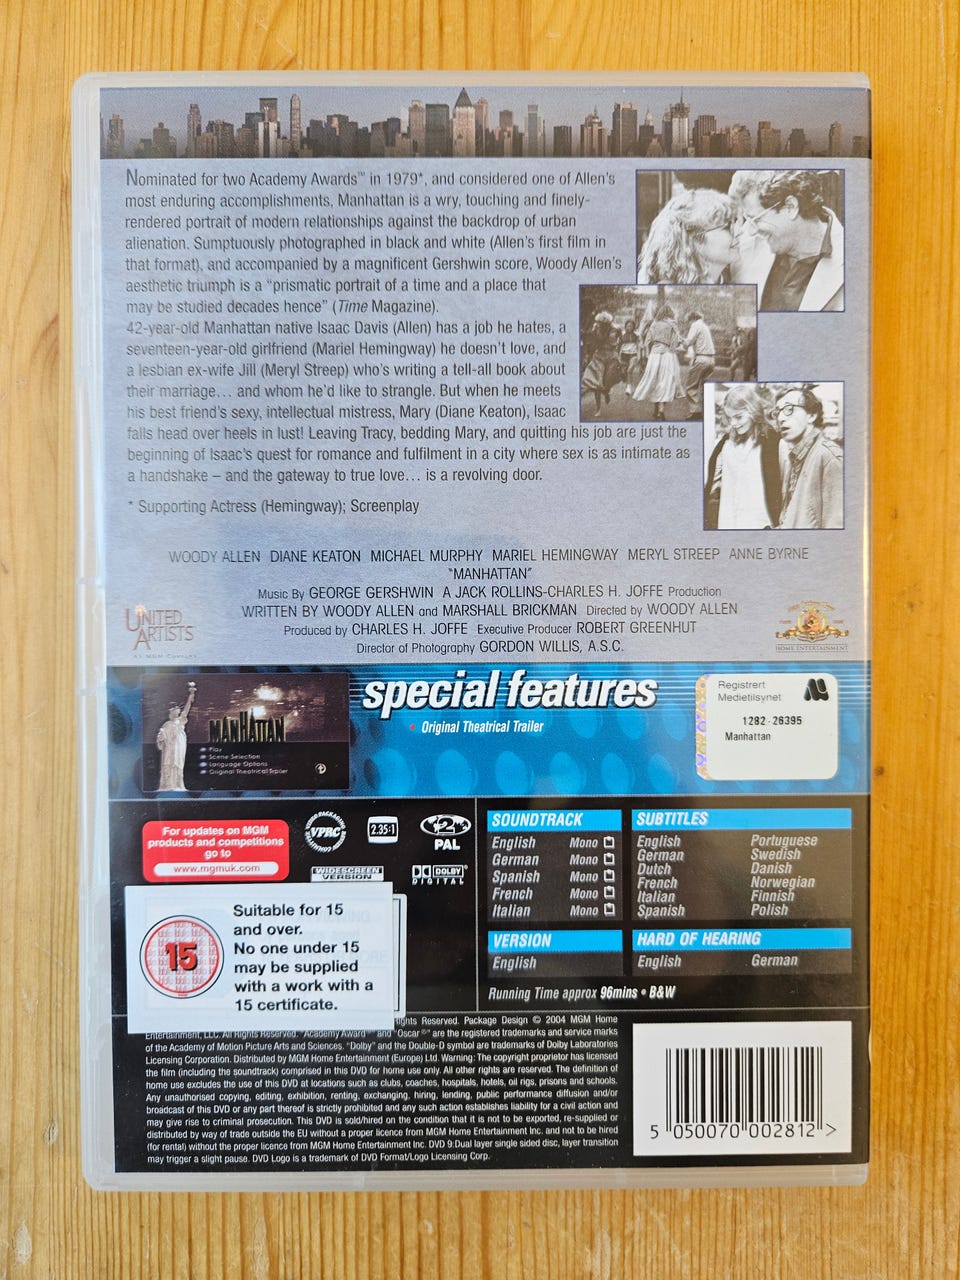 Nominated for two Academy Awards™ in 1979*, and considered one of Allen's
most enduring accomplishments, Manhattan is a wry, touching and finely-
rendered portrait of modern relationships against the backdrop of urban
alienation. Sumptuously photographed in black and white (Allen's first film in
that format), and accompanied by a magnificent Gershwin score, Woody Allen's
aesthetic triumph is a “prismatic portrait of a time and a place that
may be studied decades hence” (Time Magazine).
42-year-old Manhattan native Isaac Davis (Allen) has a job he hates, a
seventeen-year-old girlfriend (Mariel Hemingway) he doesn't love, and
a lesbian ex-wife Jill (Meryl Streep) who's writing a tell-all book about
their marriage… and whom he'd like to strangle. But when he meets
his best friend's sexy, intellectual mistress, Mary (Diane Keaton), Isaac
falls head over heels in lust! Leaving Tracy, bedding Mary, and quitting his job are just the
beginning of Isaac's quest for romance and fulfilment in a city where sex is as intimate as
a handshake – and the gateway to true love… is a revolving door.
* Supporting Actress (Hemingway); Screenplay
WOODY ALLEN DIANE KEATON MICHAEL MURPHY MARIEL HEMINGWAY MERYL STREEP ANNE BYRNE
“MANHATTAN”
Music By GEORGE GERSHWIN A JACK ROLLINS-CHARLES H. JOFFE Production
WRITTEN BY WOODY ALLEN and MARSHALL BRICKMAN Directed by WOODY ALLEN
Produced by CHARLES H. JOFFE Executive Producer ROBERT GREENHUT
Director of Photography GORDON WILLIS, A.S.C.
UNITED
ARTISTS
An MGM Company
HOME ENTERTAINMENT
MANHATTAN
Play
Scene Selection
Language Options
Original Theatrical Trailer
special features
• Original Theatrical Trailer
Registrert
Medietilsynet
1282-26395
Manhattan
For updates on MGM
products and competitions
go to
www.mgmuk.com
VPRC
2.35:1
2
PAL
WIDESCREEN
VERSION
DOLBY
DIGITAL
Suitable for 15
and over.
No one under 15
may be supplied
with a work with a
15 certificate.
15
SOUNDTRACK
English Mono
German Mono
Spanish Mono
French Mono
Italian Mono
SUBTITLES
English Portuguese
German Swedish
Dutch Danish
French Norwegian
Italian Finnish
Spanish Polish
VERSION
English
HARD OF HEARING
English German
Running Time approx 96mins • B&W
Rights Reserved. Package Design © 2004 MGM Home
Entertainment, LLC. All Rights Reserved. “Academy Award®” and “Oscar®” are the registered trademarks and service marks
of the Academy of Motion Picture Arts and Sciences. “Dolby” and the Double-D symbol are trademarks of Dolby Laboratories
Licensing Corporation. Distributed by MGM Home Entertainment (Europe) Ltd. Warning: The copyright proprietor has licensed
the film (including the soundtrack) comprised in this DVD for home use only. All other rights are reserved. The definition of
home use excludes the use of this DVD at locations such as clubs, coaches, hospitals, hotels, oil rigs, prisons and schools.
Any unauthorised copying, editing, exhibition, renting, exchanging, hiring, lending, public performance diffusion and/or
broadcast of this DVD or any part thereof is strictly prohibited and any such action establishes liability for a civil action and
may give rise to criminal prosecution. This DVD is sold/hired on the condition that it is not to be exported, re-supplied or
distributed by way of trade outside the EU without a proper licence from MGM Home Entertainment Inc. and not to be hired
(for rental) without the proper licence from MGM Home Entertainment Inc. DVD 9:Dual layer single sided disc, layer transition
may trigger a slight pause. DVD Logo is a trademark of DVD Format/Logo Licensing Corp.
5 050070 002812 >